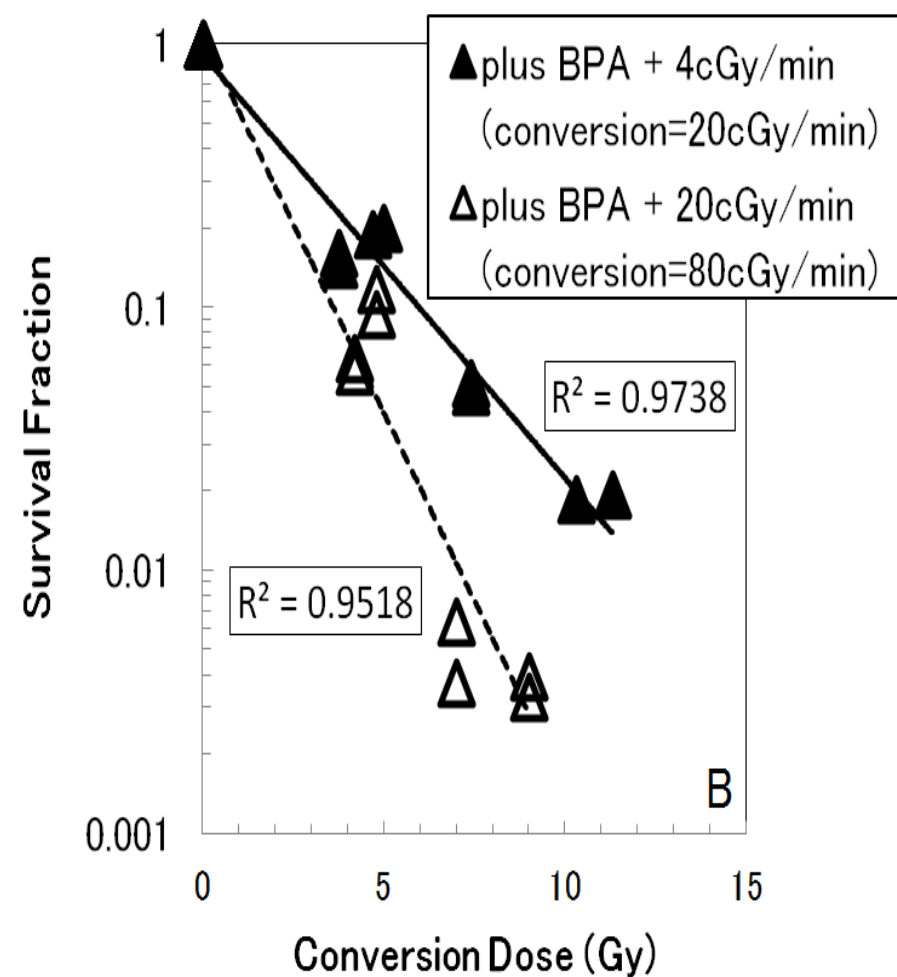 ▲plus BPA + 4cGy/min
(conversion=20cGy/min)
△plus BPA + 20cGy/min
(conversion=80cGy/min)
1
0.1
0.01
0.001
Survival Fraction
R² = 0.9738
R² = 0.9518
B
0 5 10 15
Conversion Dose (Gy)